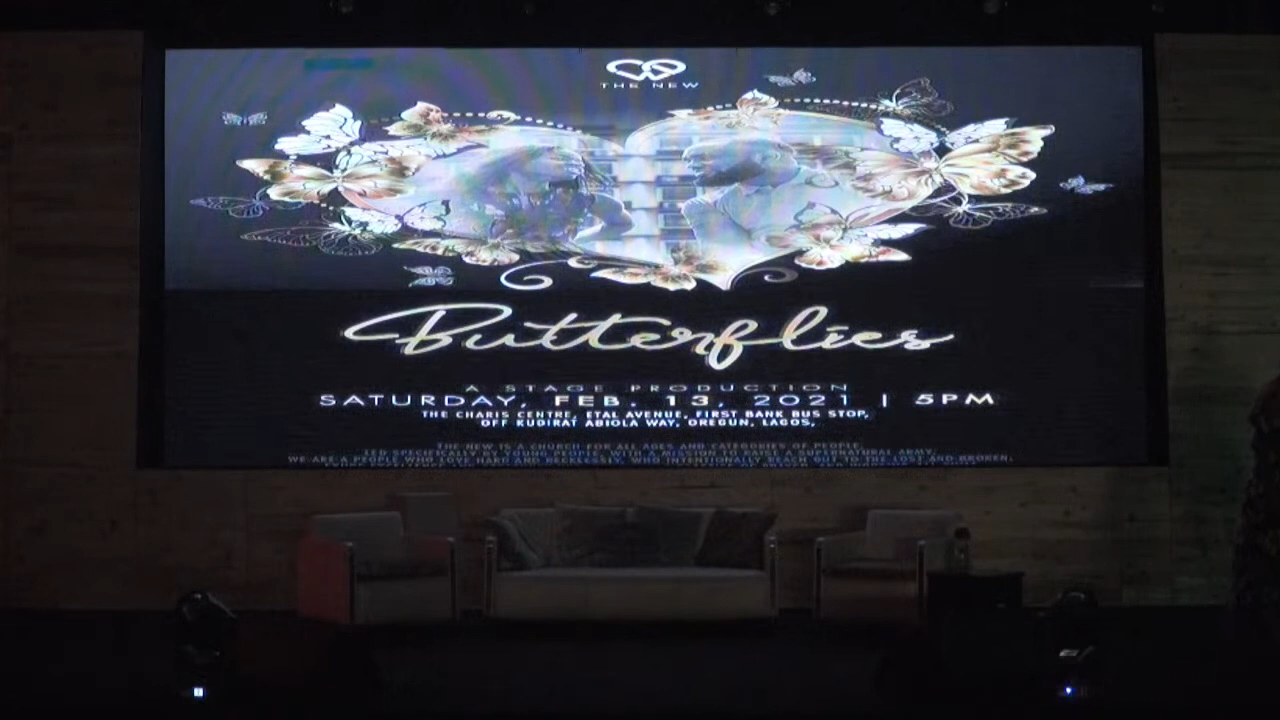 THE NEW
Butterflies
A STAGE PRODUCTION
SATURDAY, FEB. 13, 2021 | 5PM
THE CHARIS CENTRE, ETAL AVENUE, FIRST BANK BUS STOP,
OFF KUDIRAT ABIOLA WAY, OREGUN, LAGOS,
THE NEW IS A CHURCH FOR ALL AGES AND CATEGORIES OF PEOPLE,
LED SPECIFICALLY BY YOUNG PEOPLE, WITH A MISSION TO RAISE A SUPERNATURAL ARMY.
WE ARE A PEOPLE WHO LOVE HARD AND RECKLESSLY, WHO INTENTIONALLY REACH OUT TO THE LOST AND BROKEN.